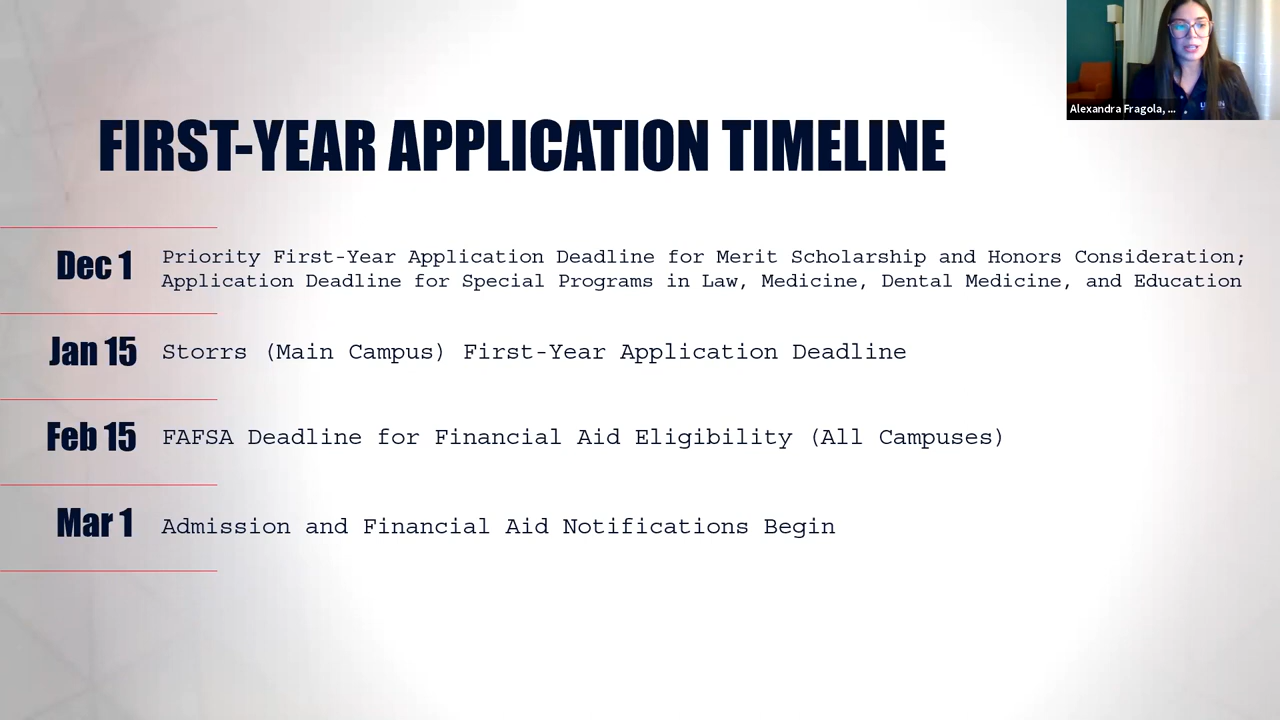 Alexandra Fragola, ...
FIRST-YEAR APPLICATION TIMELINE
Dec 1
Priority First-Year Application Deadline for Merit Scholarship and Honors Consideration;
Application Deadline for Special Programs in Law, Medicine, Dental Medicine, and Education
Jan 15
Storrs (Main Campus) First-Year Application Deadline
Feb 15
FAFSA Deadline for Financial Aid Eligibility (All Campuses)
Mar 1
Admission and Financial Aid Notifications Begin